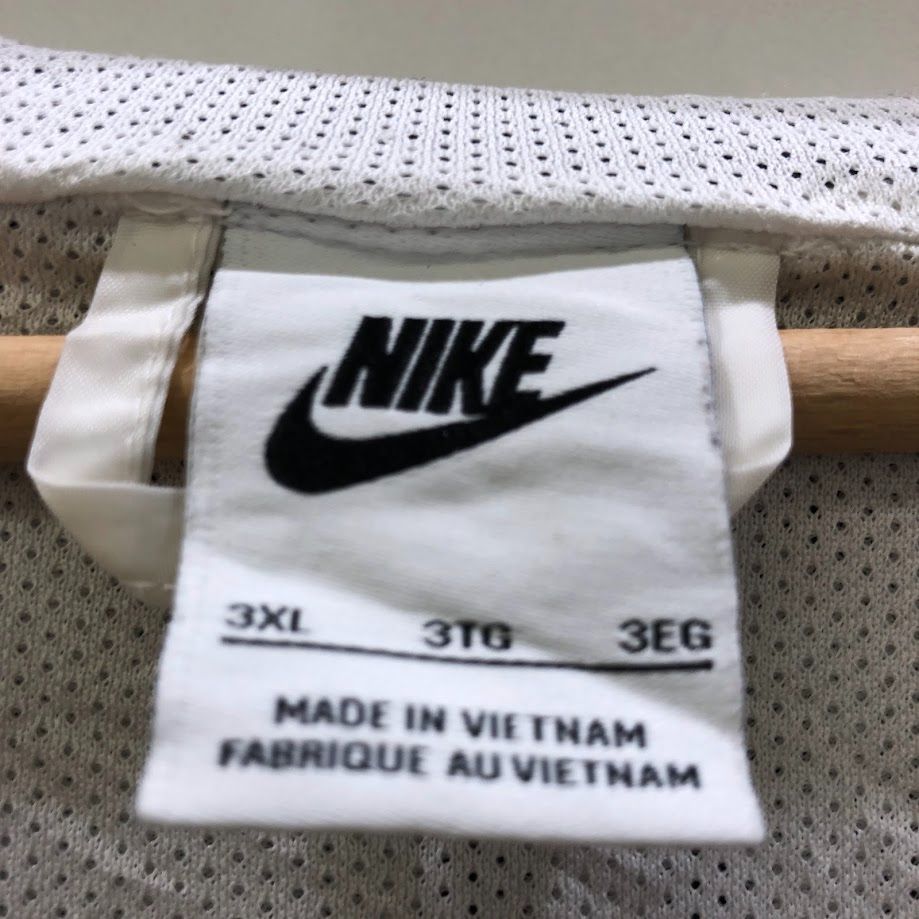 NIKE
3XL 3TG 3EG
MADE IN VIETNAM
FABRIQUE AU VIETNAM